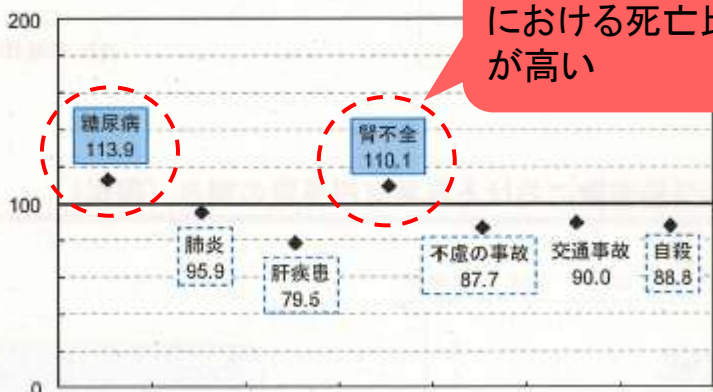 における死亡比
が高い
200
糖尿病
113.9
腎不全
110.1
100
肺炎
95.9
肝疾患
79.5
不慮の事故
87.7
交通事故
90.0
自殺
88.8
0